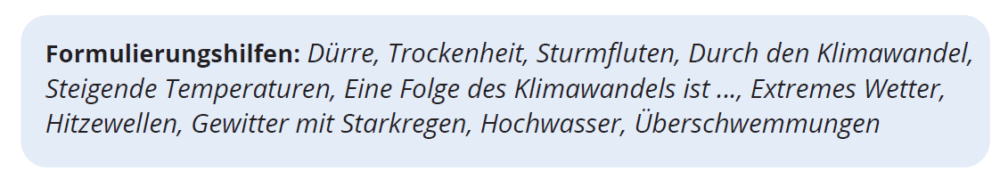 Formulierungshilfen: Dürre, Trockenheit, Sturmfluten, Durch den Klimawandel,
Steigende Temperaturen, Eine Folge des Klimawandels ist ..., Extremes Wetter,
Hitzewellen, Gewitter mit Starkregen, Hochwasser, Überschwemmungen